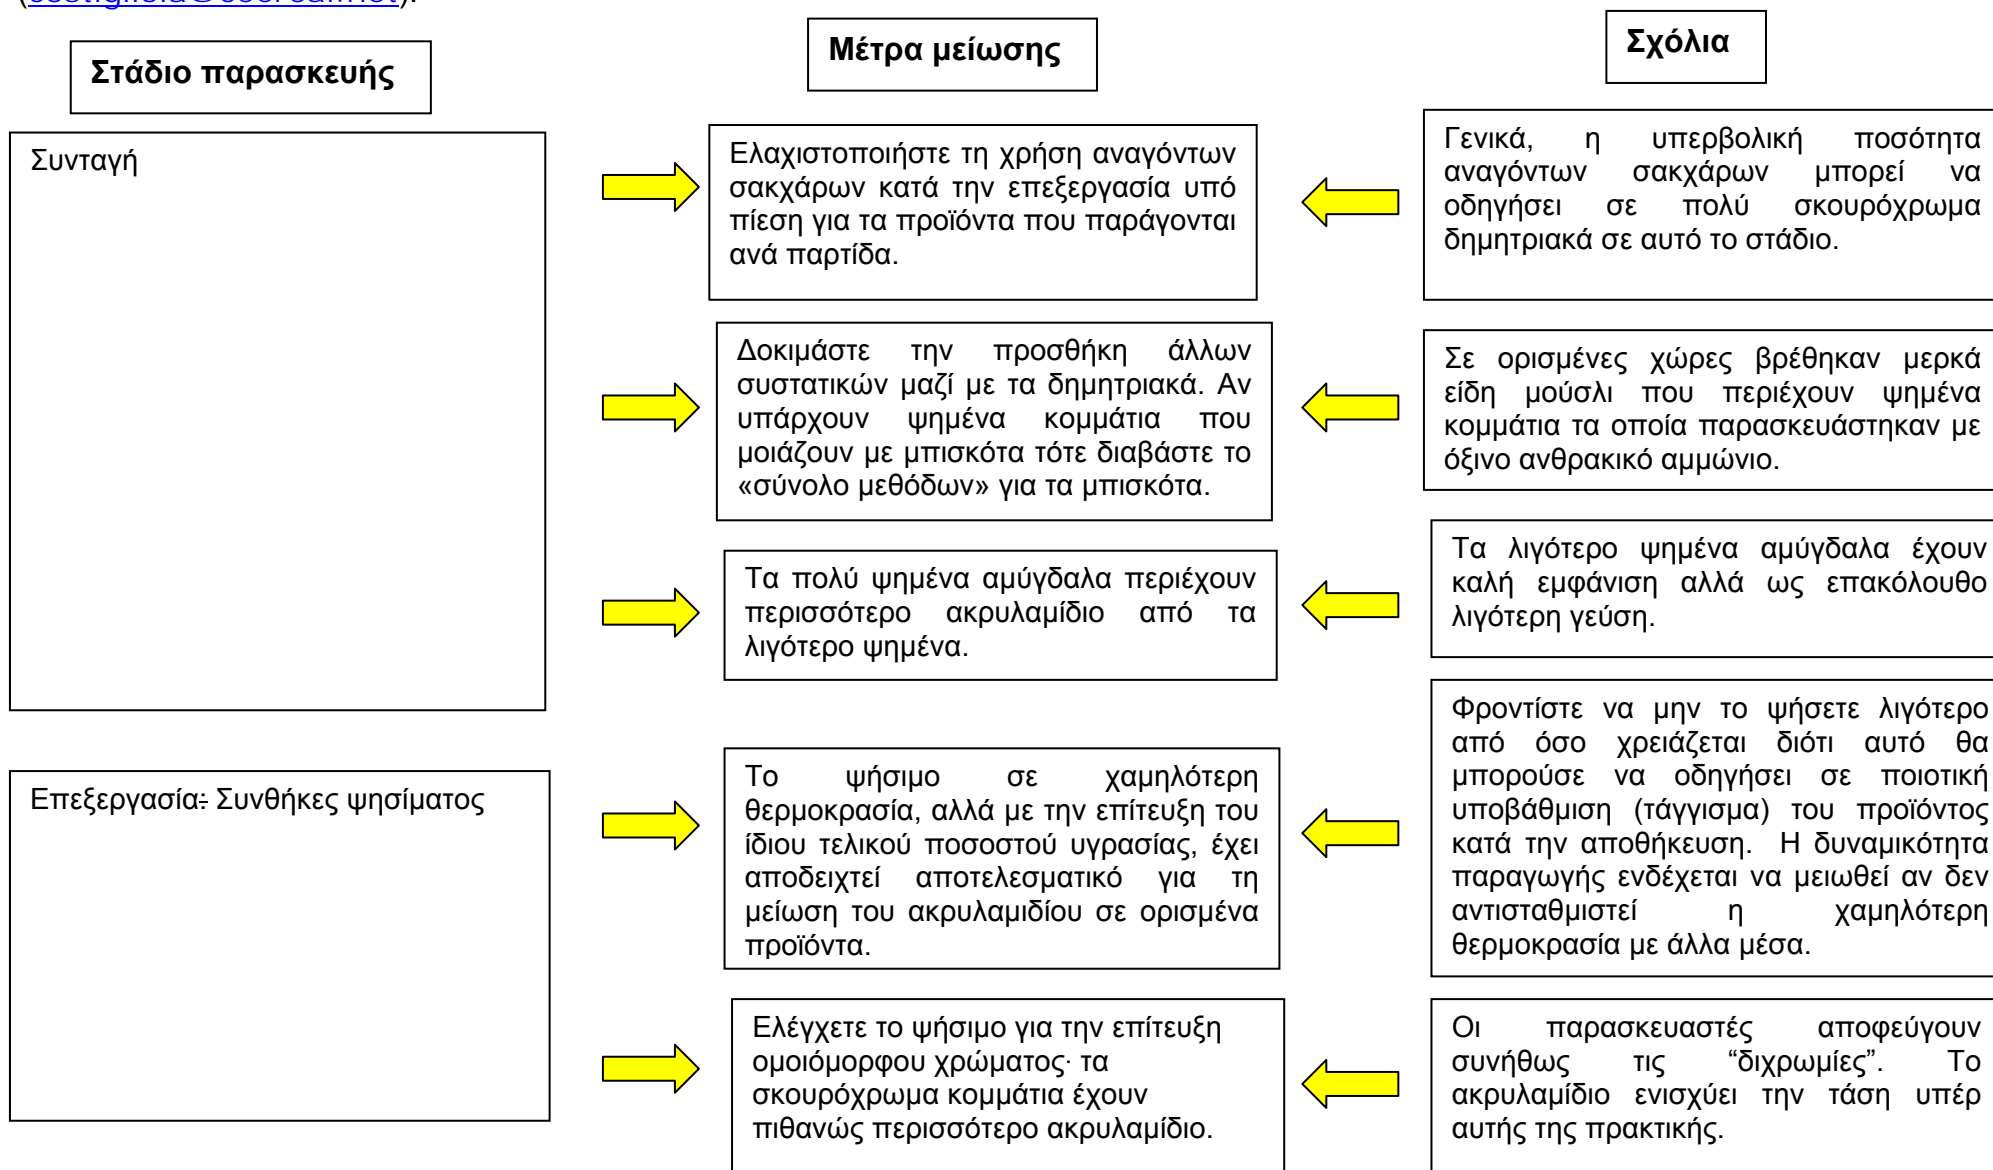 Στάδιο παρασκευής
Μέτρα μείωσης
Σχόλια
Συνταγή
Ελαχιστοποιήστε τη χρήση αναγόντων
σακχάρων κατά την επεξεργασία υπό
πίεση για τα προϊόντα που παράγονται
ανά παρτίδα.
Γενικά, η υπερβολική ποσότητα
αναγόντων σακχάρων μπορεί να
οδηγήσει σε πολύ σκουρόχρωμα
δημητριακά σε αυτό το στάδιο.
Δοκιμάστε την προσθήκη άλλων
συστατικών μαζί με τα δημητριακά. Αν
υπάρχουν ψημένα κομμάτια που
μοιάζουν με μπισκότα τότε διαβάστε το
«σύνολο μεθόδων» για τα μπισκότα.
Σε ορισμένες χώρες βρέθηκαν μερκά
είδη μούσλι που περιέχουν ψημένα
κομμάτια τα οποία παρασκευάστηκαν με
όξινο ανθρακικό αμμώνιο.
Τα πολύ ψημένα αμύγδαλα περιέχουν
περισσότερο ακρυλαμίδιο από τα
λιγότερο ψημένα.
Τα λιγότερο ψημένα αμύγδαλα έχουν
καλή εμφάνιση αλλά ως επακόλουθο
λιγότερη γεύση.
Επεξεργασία: Συνθήκες ψησίματος
Το ψήσιμο σε χαμηλότερη
θερμοκρασία, αλλά με την επίτευξη του
ίδιου τελικού ποσοστού υγρασίας, έχει
αποδειχτεί αποτελεσματικό για τη
μείωση του ακρυλαμιδίου σε ορισμένα
προϊόντα.
Φροντίστε να μην το ψήσετε λιγότερο
από όσο χρειάζεται διότι αυτό θα
μπορούσε να οδηγήσει σε ποιοτική
υποβάθμιση (τάγγισμα) του προϊόντος
κατά την αποθήκευση. Η δυναμικότητα
παραγωγής ενδέχεται να μειωθεί αν δεν
αντισταθμιστεί η χαμηλότερη
θερμοκρασία με άλλα μέσα.
Ελέγχετε το ψήσιμο για την επίτευξη
ομοιόμορφου χρώματος· τα
σκουρόχρωμα κομμάτια έχουν
πιθανώς περισσότερο ακρυλαμίδιο.
Οι παρασκευαστές αποφεύγουν
συνήθως τις “διχρωμίες”. Το
ακρυλαμίδιο ενισχύει την τάση υπέρ
αυτής της πρακτικής.